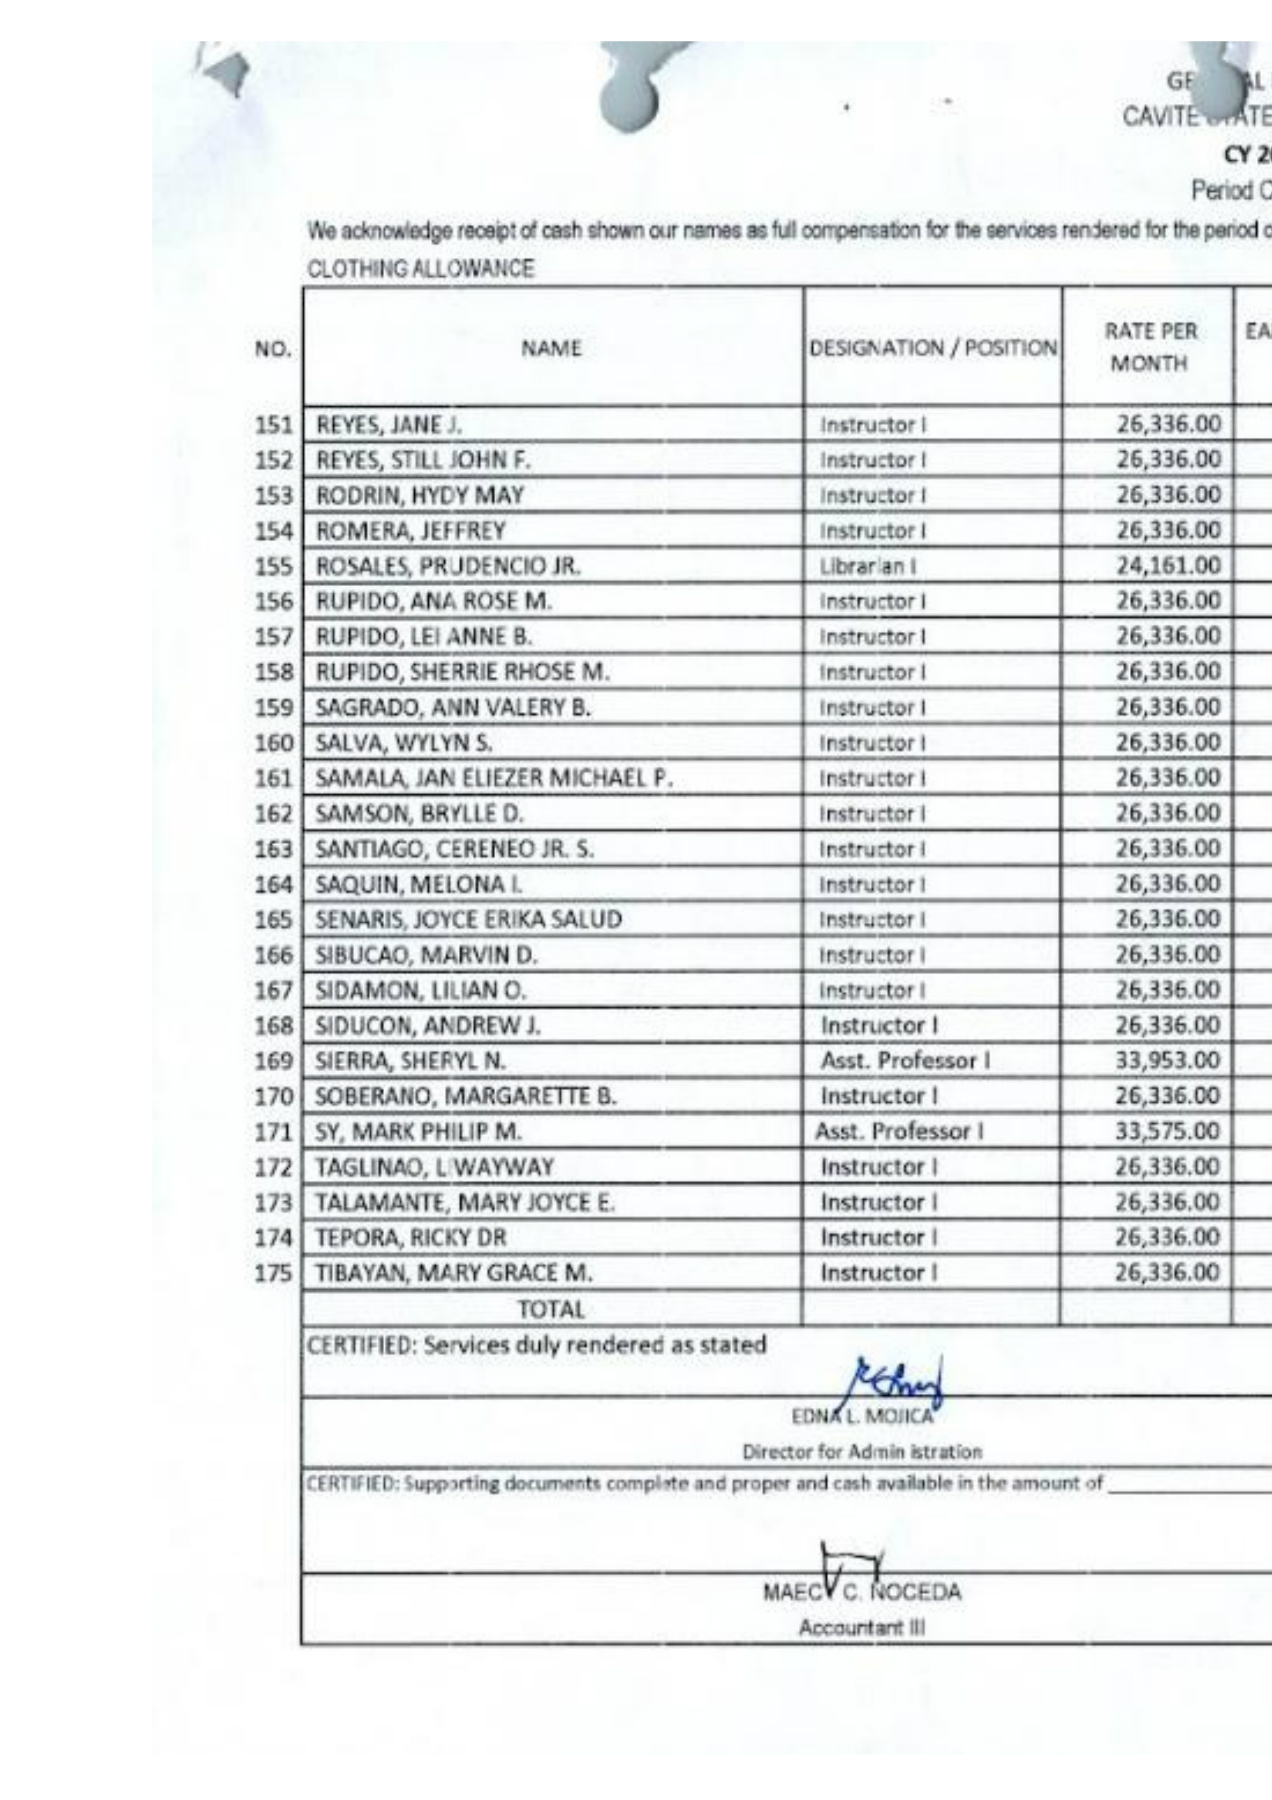 GE AL
CAVITE STATE
CY 20
Period C
We acknowledge receipt of cash shown our names as full compensation for the services rendered for the period
CLOTHING ALLOWANCE
NO. NAME DESIGNATION / POSITION RATE PER MONTH EA
151 REYES, JANE J. Instructor I 26,336.00
152 REYES, STILL JOHN F. Instructor I 26,336.00
153 RODRIN, HYDY MAY Instructor I 26,336.00
154 ROMERA, JEFFREY Instructor I 26,336.00
155 ROSALES, PRUDENCIO JR. Librarian I 24,161.00
156 RUPIDO, ANA ROSE M. Instructor I 26,336.00
157 RUPIDO, LEI ANNE B. Instructor I 26,336.00
158 RUPIDO, SHERRIE RHOSE M. Instructor I 26,336.00
159 SAGRADO, ANN VALERY B. Instructor I 26,336.00
160 SALVA, WYLYN S. Instructor I 26,336.00
161 SAMALA, JAN ELIEZER MICHAEL P. Instructor I 26,336.00
162 SAMSON, BRYLLE D. Instructor I 26,336.00
163 SANTIAGO, CERENEO JR. S. Instructor I 26,336.00
164 SAQUIN, MELONA I. Instructor I 26,336.00
165 SENARIS, JOYCE ERIKA SALUD Instructor I 26,336.00
166 SIBUCAO, MARVIN D. Instructor I 26,336.00
167 SIDAMON, LILIAN O. Instructor I 26,336.00
168 SIDUCON, ANDREW J. Instructor I 26,336.00
169 SIERRA, SHERYL N. Asst. Professor I 33,953.00
170 SOBERANO, MARGARETTE B. Instructor I 26,336.00
171 SY, MARK PHILIP M. Asst. Professor I 33,575.00
172 TAGLINAO, LIWAYWAY Instructor I 26,336.00
173 TALAMANTE, MARY JOYCE E. Instructor I 26,336.00
174 TEPORA, RICKY DR Instructor I 26,336.00
175 TIBAYAN, MARY GRACE M. Instructor I 26,336.00
TOTAL
CERTIFIED: Services duly rendered as stated
EDNA L. MOJICA
Director for Admin istration
CERTIFIED: Supporting documents complete and proper and cash available in the amount of
C. NOCEDA
Accountant III